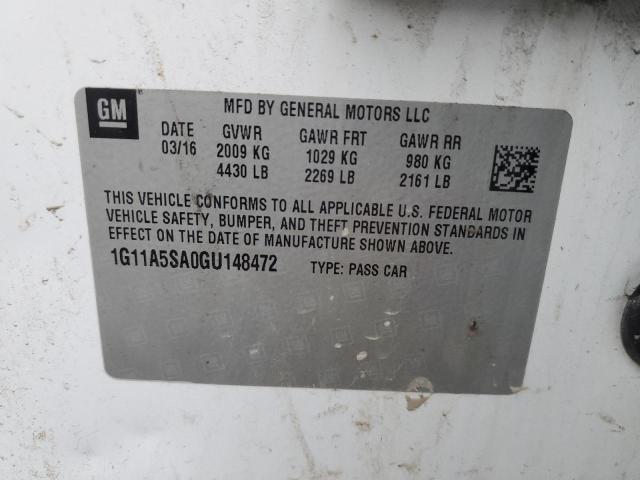 GM
MFD BY GENERAL MOTORS LLC
DATE GVWR GAWR FRT GAWR RR
03/16 2009 KG 1029 KG 980 KG
4430 LB 2269 LB 2161 LB
THIS VEHICLE CONFORMS TO ALL APPLICABLE U.S. FEDERAL MOTOR
VEHICLE SAFETY, BUMPER, AND THEFT PREVENTION STANDARDS IN
EFFECT ON THE DATE OF MANUFACTURE SHOWN ABOVE.
1G11A5SA0GU148472 TYPE: PASS CAR